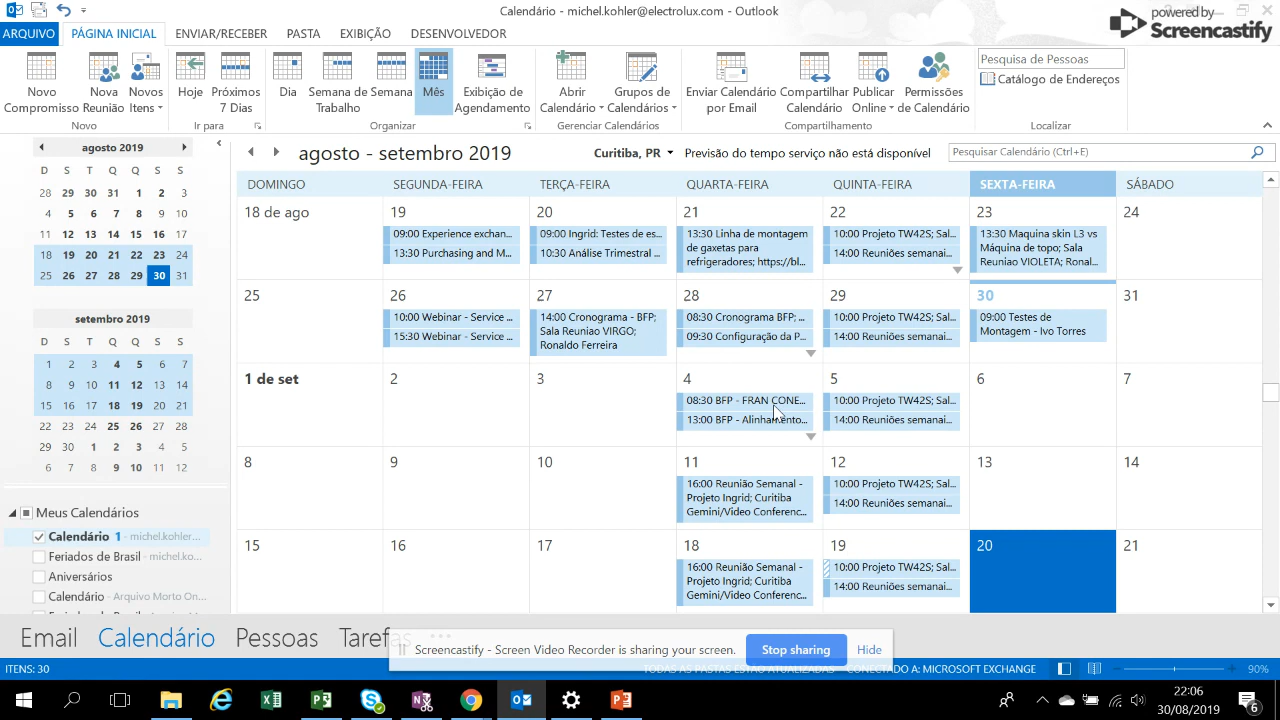 Calendário - michel.kohler@electrolux.com - Outlook
powered by
Screencastify
ARQUIVO PÁGINA INICIAL ENVIAR/RECEBER PASTA EXIBIÇÃO DESENVOLVEDOR
Novo Compromisso
Nova Reunião
Novos Itens
Hoje
Próximos 7 Dias
Dia
Semana de Trabalho
Semana
Mês
Exibição de Agendamento
Abrir Calendário
Grupos de Calendários
Enviar Calendário por Email
Compartilhar Calendário
Publicar Online
Permissões de Calendário
Pesquisa de Pessoas
Catálogo de Endereços
Novo Ir para Organizar Gerenciar Calendários Compartilhamento Localizar
agosto 2019
D S T Q Q S S
28 29 30 31 1 2 3
4 5 6 7 8 9 10
11 12 13 14 15 16 17
18 19 20 21 22 23 24
25 26 27 28 29 30 31
setembro 2019
D S T Q Q S S
1 2 3 4 5 6 7
8 9 10 11 12 13 14
15 16 17 18 19 20 21
22 23 24 25 26 27 28
29 30 1 2 3 4 5
6 7 8 9 10 11 12
Meus Calendários
Calendário 1 - michel.kohler...
Feriados de Brasil - michel.ko...
Aniversários
Calendário - Arquivo Morto On...
agosto - setembro 2019
Curitiba, PR
Previsão do tempo serviço não está disponível
Pesquisar Calendário (Ctrl+E)
DOMINGO SEGUNDA-FEIRA TERÇA-FEIRA QUARTA-FEIRA QUINTA-FEIRA SEXTA-FEIRA SÁBADO
18 de ago
19
09:00 Experience exchan...
13:30 Purchasing and M...
20
09:00 Ingrid: Testes de es...
10:30 Análise Trimestral ...
21
13:30 Linha de montagem
de gaxetas para
refrigeradores; https://bl...
22
10:00 Projeto TW42S; Sal...
14:00 Reuniões semanai...
23
13:30 Maquina skin L3 vs
Máquina de topo; Sala
Reuniao VIOLETA; Ronal...
24
25
26
10:00 Webinar - Service ...
15:30 Webinar - Service ...
27
14:00 Cronograma - BFP;
Sala Reuniao VIRGO;
Ronaldo Ferreira
28
08:30 Cronograma BFP; ...
09:30 Configuração da P...
29
10:00 Projeto TW42S; Sal...
14:00 Reuniões semanai...
30
09:00 Testes de
Montagem - Ivo Torres
31
1 de set
2
3
4
08:30 BFP - FRAN CONE...
13:00 BFP - Alinhamento...
5
10:00 Projeto TW42S; Sal...
14:00 Reuniões semanai...
6
7
8
9
10
11
16:00 Reunião Semanal -
Projeto Ingrid; Curitiba
Gemini/Video Conferenc...
12
10:00 Projeto TW42S; Sal...
14:00 Reuniões semanai...
13
14
15
16
17
18
16:00 Reunião Semanal -
Projeto Ingrid; Curitiba
Gemini/Video Conferenc...
19
10:00 Projeto TW42S; Sal...
14:00 Reuniões semanai...
20
21
Email Calendário Pessoas Tarefas ...
Screencastify - Screen Video Recorder is sharing your screen. Stop sharing Hide
ITENS: 30
TODAS AS PASTAS ESTÃO ATUALIZADAS. CONECTADO A: MICROSOFT EXCHANGE
90%
22:06
30/08/2019
6